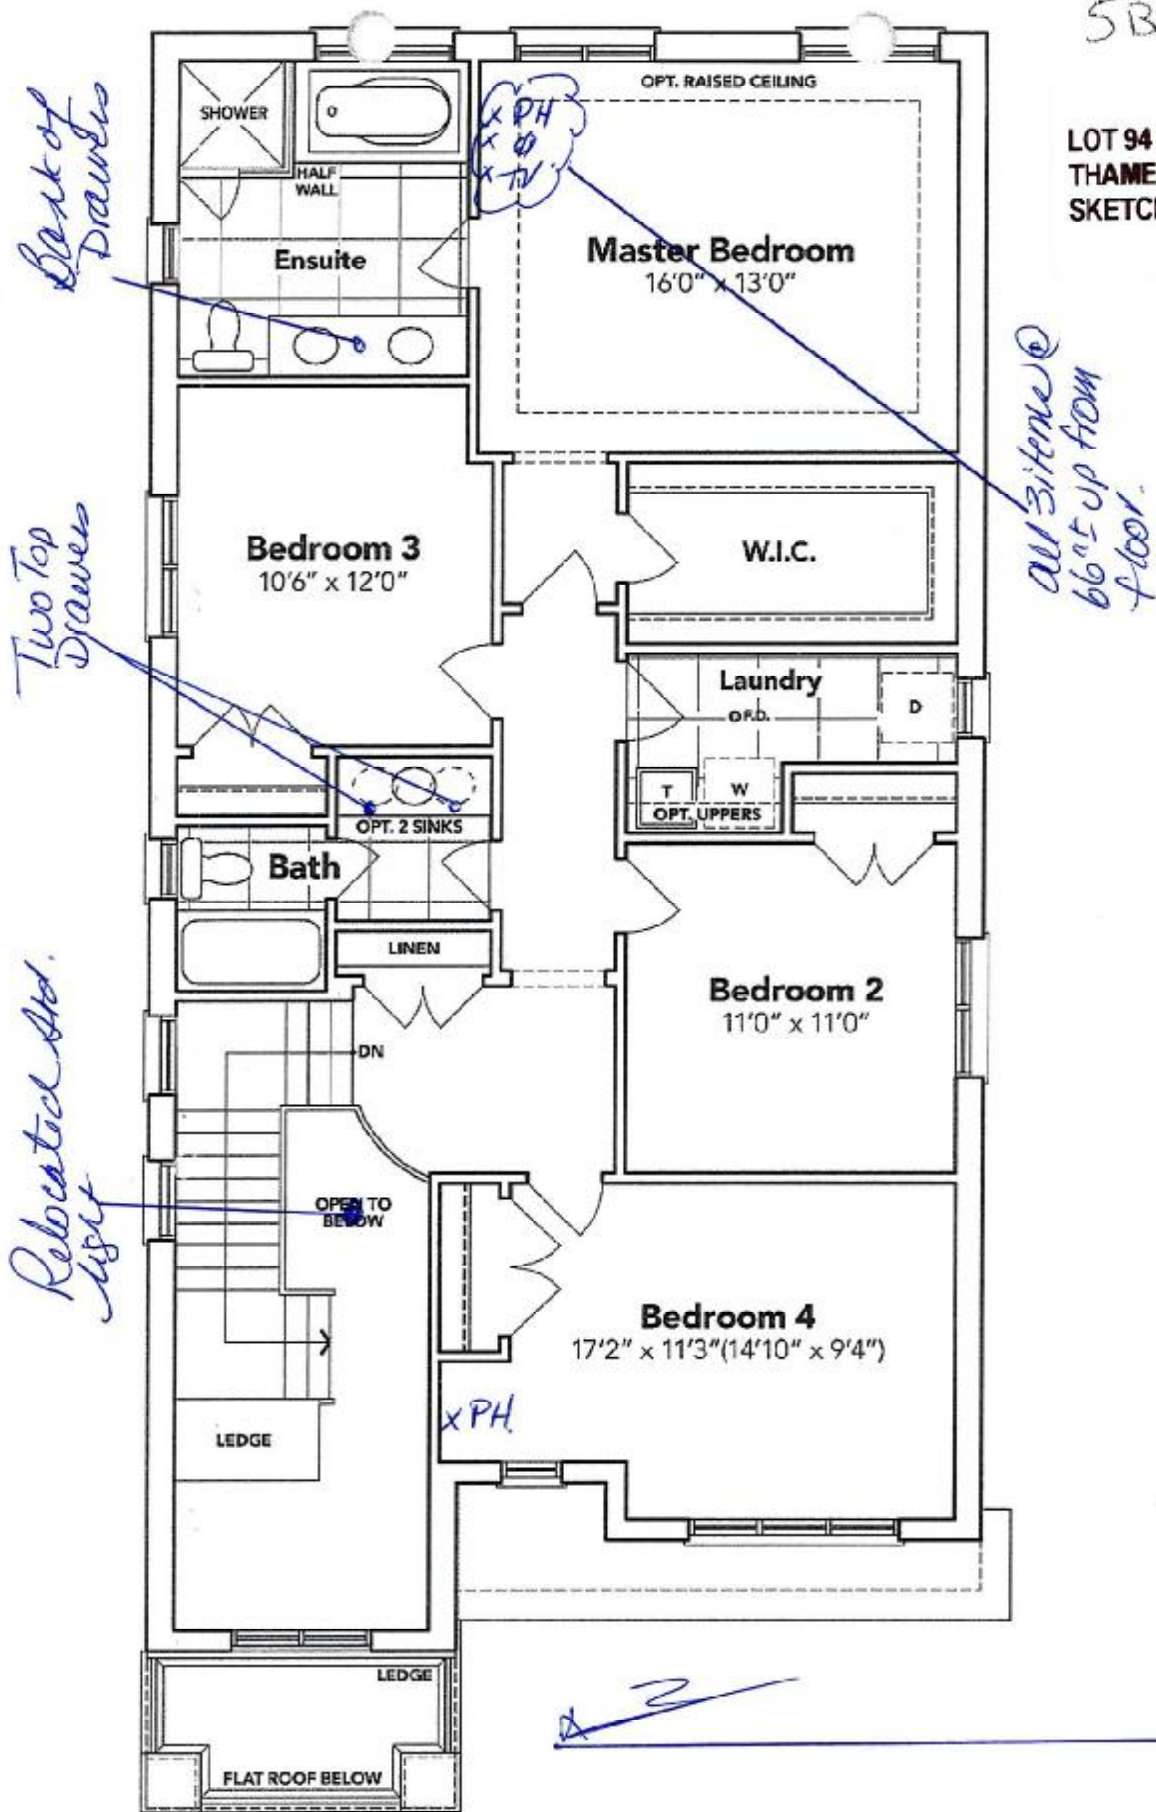 5B
LOT 94
THAME
SKETCH
OPT. RAISED CEILING
SHOWER
x PH
x ф
x TV
HALF
WALL
Bank of
Drawers
Ensuite
Master Bedroom
16'0" x 13'0"
All 3 items @
66"± up from
floor.
Bedroom 3
10'6" x 12'0"
W.I.C.
Two Top
Drawers
Laundry
F.D.
D
T
W
OPT. UPPERS
OPT. 2 SINKS
Bath
LINEN
Bedroom 2
11'0" x 11'0"
DN
Relocated std.
light
OPEN TO
BELOW
Bedroom 4
17'2" x 11'3"(14'10" x 9'4")
x PH
LEDGE
LEDGE
FLAT ROOF BELOW